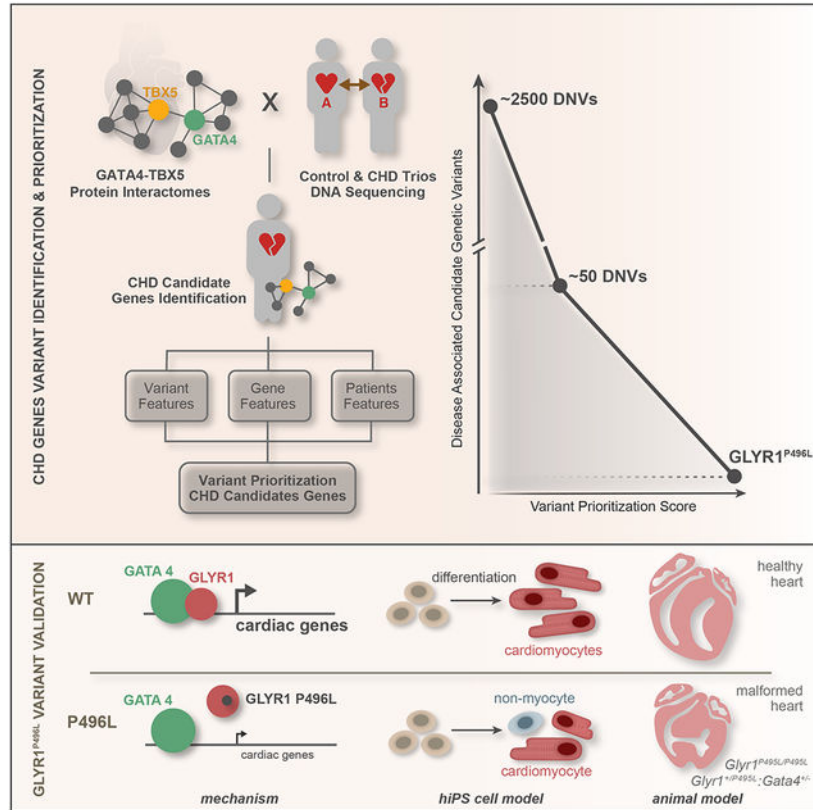 CHD GENES VARIANT IDENTIFICATION & PRIORITIZATION
TBX5
GATA4
X
A
B
GATA4-TBX5
Protein Interactomes
Control & CHD Trios
DNA Sequencing
CHD Candidate
Genes Identification
Variant
Features
Gene
Features
Patients
Features
Variant Prioritization
CHD Candidates Genes
Disease Associated Candidate Genetic Variants
~2500 DNVs
~50 DNVs
GLYR1P496L
Variant Prioritization Score
GLYR1P496L VARIANT VALIDATION
WT
GATA 4
GLYR1
cardiac genes
differentiation
cardiomyocytes
healthy
heart
P496L
GATA 4
GLYR1 P496L
cardiac genes
non-myocyte
cardiomyocyte
malformed
heart
Glyr1P495L/P495L
Glyr1+/P495L:Gata4+/-
mechanism
hiPS cell model
animal model